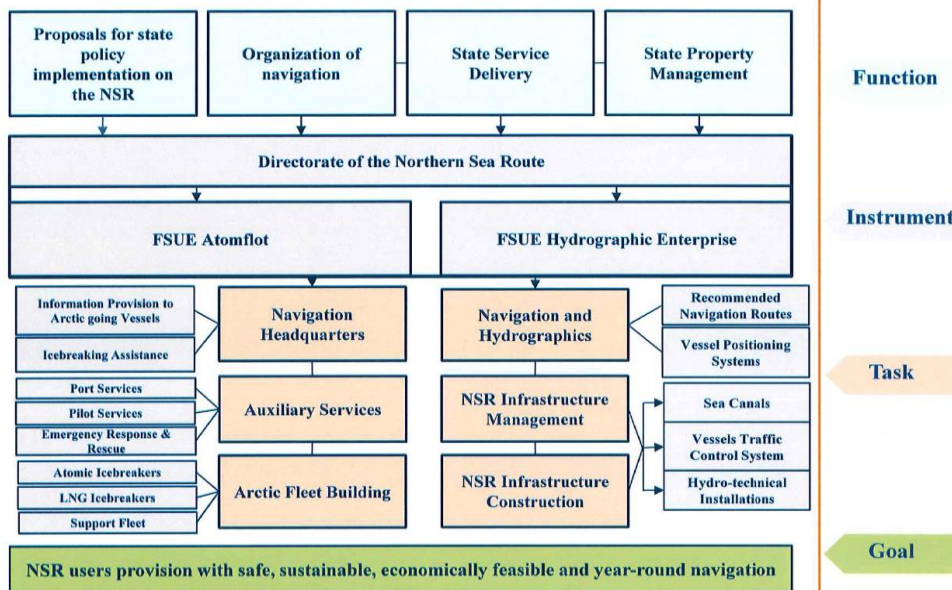 Proposals for state
policy
implementation on
the NSR
Organization of
navigation
State Service
Delivery
State Property
Management
Function
Directorate of the Northern Sea Route
Instrument
FSUE Atomflot
FSUE Hydrographic Enterprise
Information Provision to
Arctic going Vessels
Icebreaking Assistance
Navigation
Headquarters
Navigation and
Hydrographics
Recommended
Navigation Routes
Vessel Positioning
Systems
Task
Port Services
Pilot Services
Emergency Response &
Rescue
Auxiliary Services
NSR Infrastructure
Management
Sea Canals
Vessels Traffic
Control System
Hydro-technical
Installations
Atomic Icebreakers
LNG Icebreakers
Support Fleet
Arctic Fleet Building
NSR Infrastructure
Construction
Goal
NSR users provision with safe, sustainable, economically feasible and year-round navigation